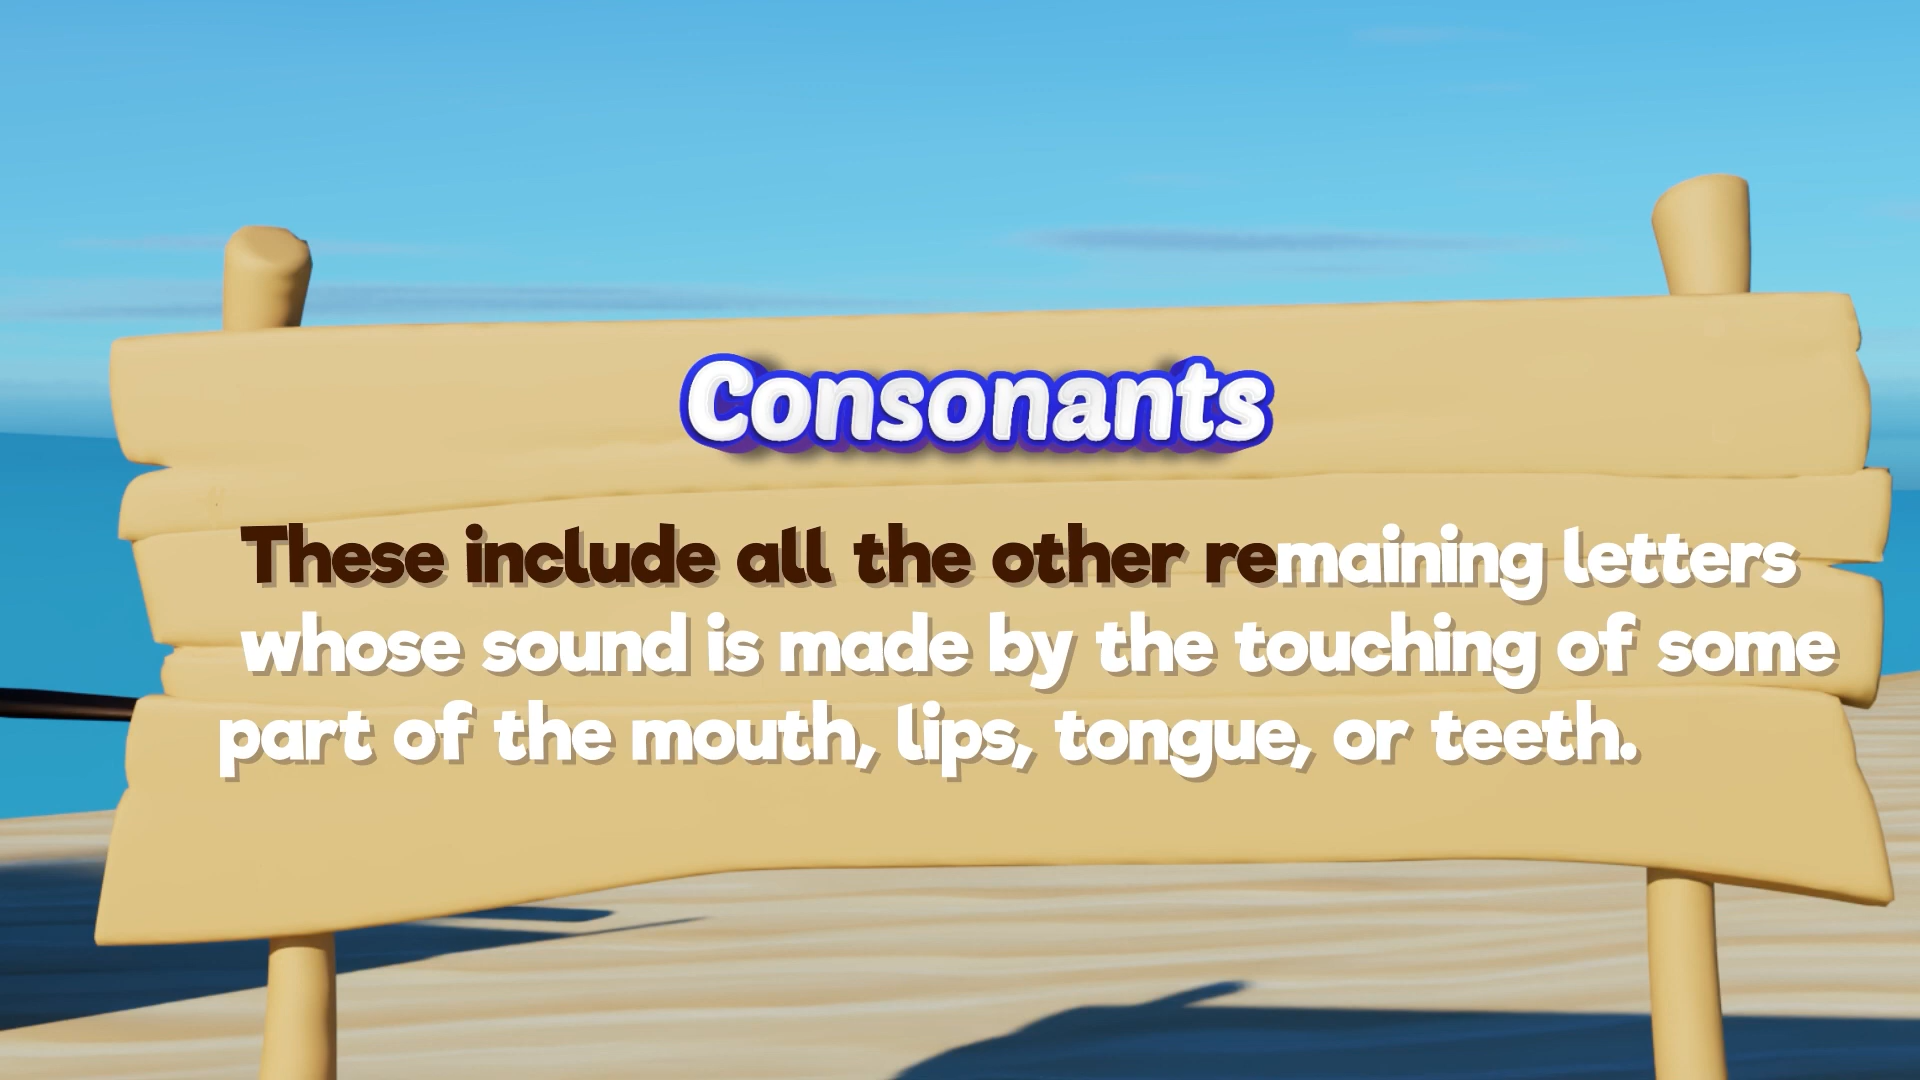 Consonants
These include all the other remaining letters
whose sound is made by the touching of some
part of the mouth, lips, tongue, or teeth.